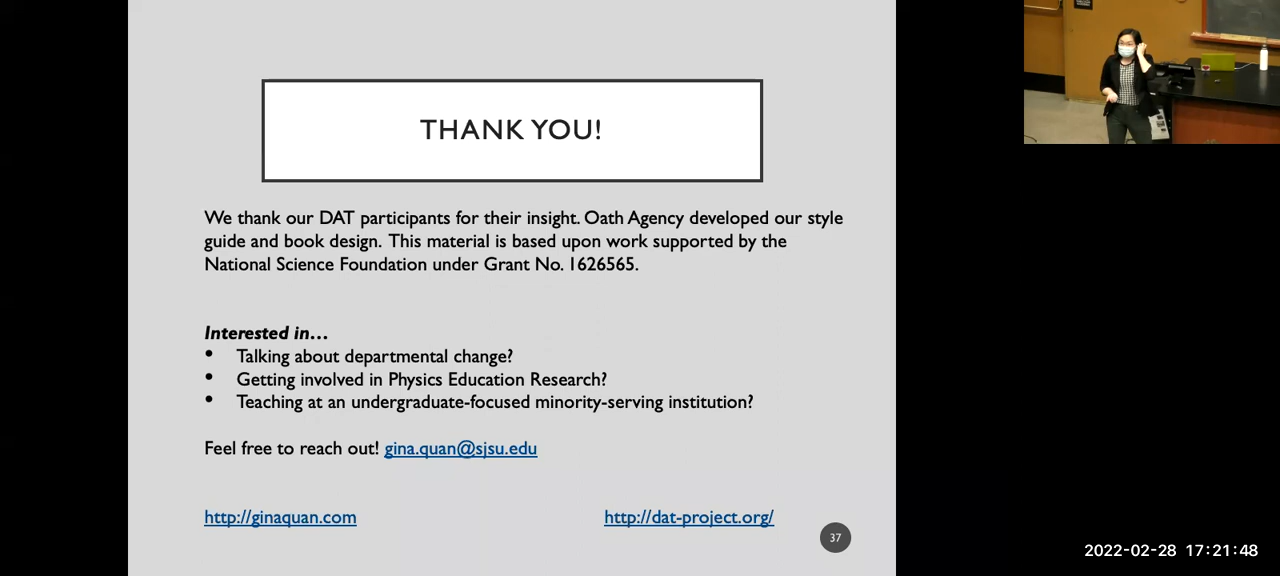 THANK YOU!
We thank our DAT participants for their insight. Oath Agency developed our style
guide and book design. This material is based upon work supported by the
National Science Foundation under Grant No. 1626565.
Interested in…
• Talking about departmental change?
• Getting involved in Physics Education Research?
• Teaching at an undergraduate-focused minority-serving institution?
Feel free to reach out! gina.quan@sjsu.edu
http://ginaquan.com
http://dat-project.org/
37
2022-02-28 17:21:48